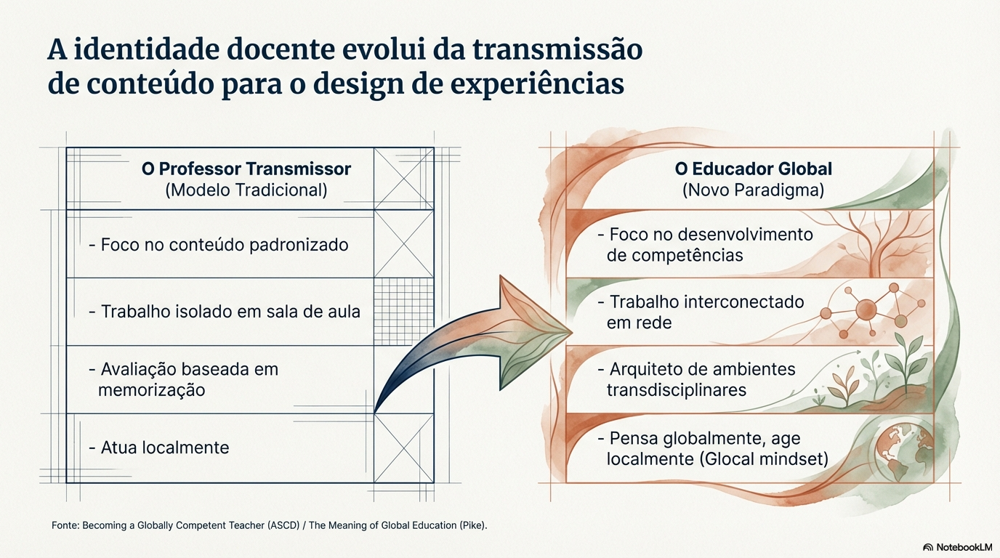 A identidade docente evolui da transmissão
de conteúdo para o design de experiências
O Professor Transmissor
(Modelo Tradicional)
- Foco no conteúdo padronizado
- Trabalho isolado em sala de aula
- Avaliação baseada em
memorização
- Atua localmente
O Educador Global
(Novo Paradigma)
- Foco no desenvolvimento
de competências
- Trabalho interconectado
em rede
- Arquiteto de ambientes
transdisciplinares
- Pensa globalmente, age
localmente (Glocal mindset)
Fonte: Becoming a Globally Competent Teacher (ASCD) / The Meaning of Global Education (Pike).
NotebookLM